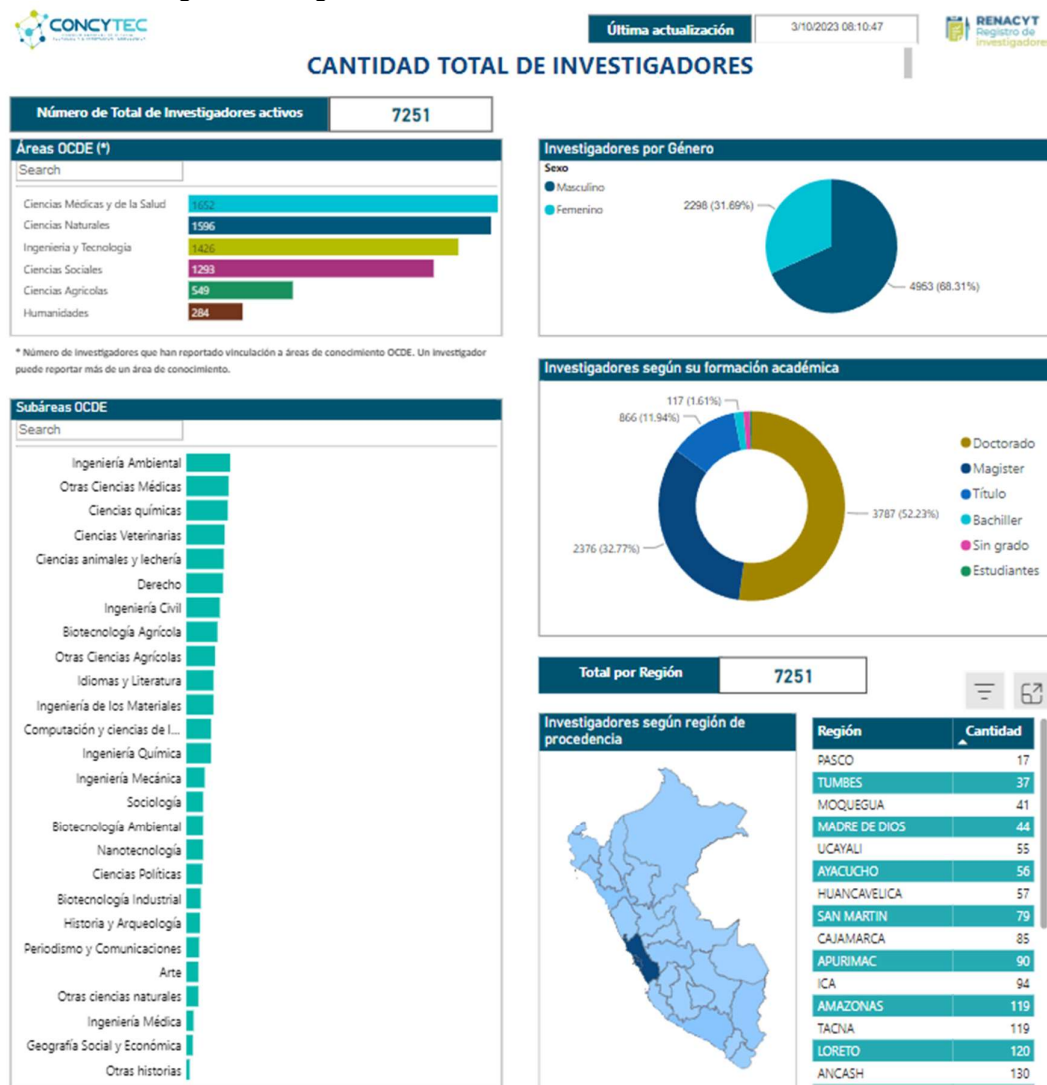 CONCYTEC
Última actualización
3/10/2023 08:10:47
RENACYT
Registro de
Investigadores
CANTIDAD TOTAL DE INVESTIGADORES
Número de Total de Investigadores activos
7251
Áreas OCDE (*)
Search
Ciencias Médicas y de la Salud 1652
Ciencias Naturales 1596
Ingeniería y Tecnología 1426
Ciencias Sociales 1293
Ciencias Agrícolas 549
Humanidades 284
* Número de investigadores que han reportado vinculación a áreas de conocimiento OCDE. Un investigador
puede reportar más de un área de conocimiento.
Subáreas OCDE
Search
Ingeniería Ambiental
Otras Ciencias Médicas
Ciencias químicas
Ciencias Veterinarias
Ciencias animales y lechería
Derecho
Ingeniería Civil
Biotecnología Agrícola
Otras Ciencias Agrícolas
Idiomas y Literatura
Ingeniería de los Materiales
Computación y ciencias de l...
Ingeniería Química
Ingeniería Mecánica
Sociología
Biotecnología Ambiental
Nanotecnología
Ciencias Políticas
Biotecnología Industrial
Historia y Arqueología
Periodismo y Comunicaciones
Arte
Otras ciencias naturales
Ingeniería Médica
Geografía Social y Económica
Otras historias
Investigadores por Género
Sexo
Masculino
Femenino
2298 (31.69%)
4953 (68.31%)
Investigadores según su formación académica
117 (1.61%)
866 (11.94%)
2376 (32.77%)
3787 (52.23%)
Doctorado
Magister
Título
Bachiller
Sin grado
Estudiantes
Total por Región
7251
Investigadores según región de
procedencia
Región Cantidad
PASCO 17
TUMBES 37
MOQUEGUA 41
MADRE DE DIOS 44
UCAYALI 55
AYACUCHO 56
HUANCAVELICA 57
SAN MARTIN 79
CAJAMARCA 85
APURIMAC 90
ICA 94
AMAZONAS 119
TACNA 119
LORETO 120
ANCASH 130